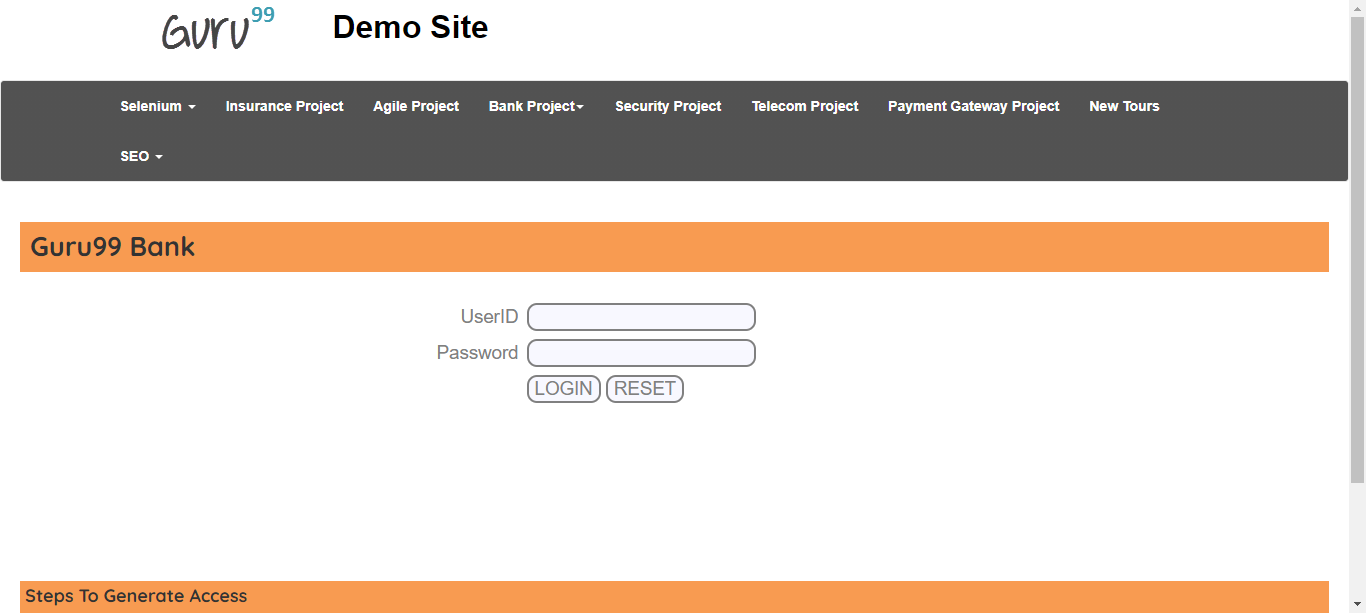 Guru99 Demo Site
Selenium Insurance Project Agile Project Bank Project Security Project Telecom Project Payment Gateway Project New Tours
SEO
Guru99 Bank
UserID
Password
LOGIN RESET
Steps To Generate Access